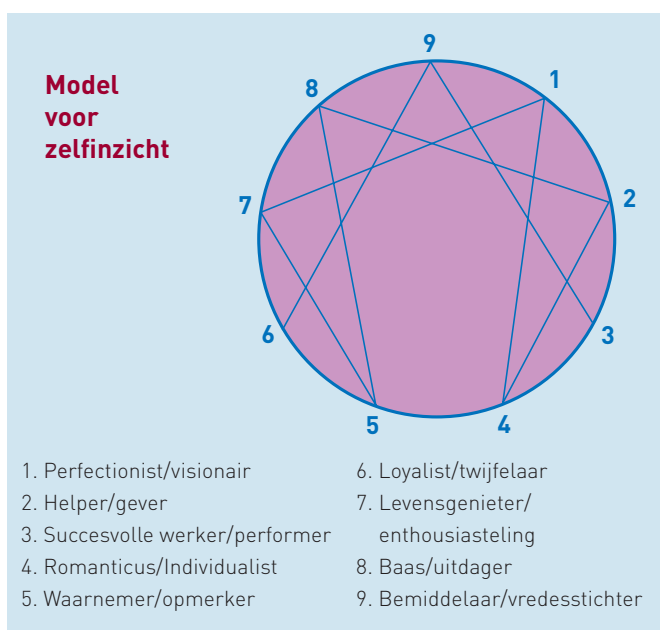 Model
voor
zelfinzicht
9
1
8
2
7
6
3
5
4
1. Perfectionist/visionair
2. Helper/gever
3. Succesvolle werker/performer
4. Romanticus/Individualist
5. Waarnemer/opmerker
6. Loyalist/twijfelaar
7. Levensgenieter/
enthousiasteling
8. Baas/uitdager
9. Bemiddelaar/vredesstichter